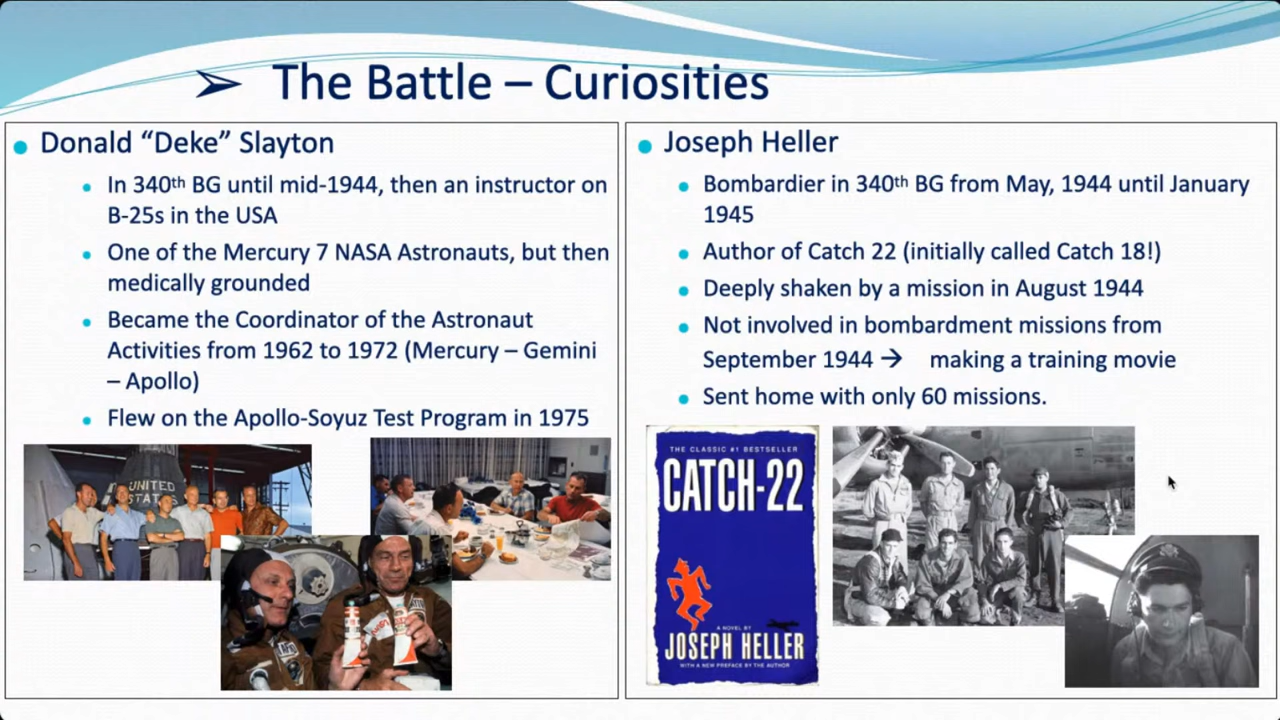 ➢ The Battle – Curiosities
• Donald “Deke” Slayton
• In 340th BG until mid-1944, then an instructor on
B-25s in the USA
• One of the Mercury 7 NASA Astronauts, but then
medically grounded
• Became the Coordinator of the Astronaut
Activities from 1962 to 1972 (Mercury – Gemini
– Apollo)
• Flew on the Apollo-Soyuz Test Program in 1975
UNITED
STATES
• Joseph Heller
• Bombardier in 340th BG from May, 1944 until January
1945
• Author of Catch 22 (initially called Catch 18!)
• Deeply shaken by a mission in August 1944
• Not involved in bombardment missions from
September 1944 → making a training movie
• Sent home with only 60 missions.
THE CLASSIC #1 BESTSELLER
CATCH-22
A NOVEL BY
JOSEPH HELLER
WITH A NEW PREFACE BY THE AUTHOR